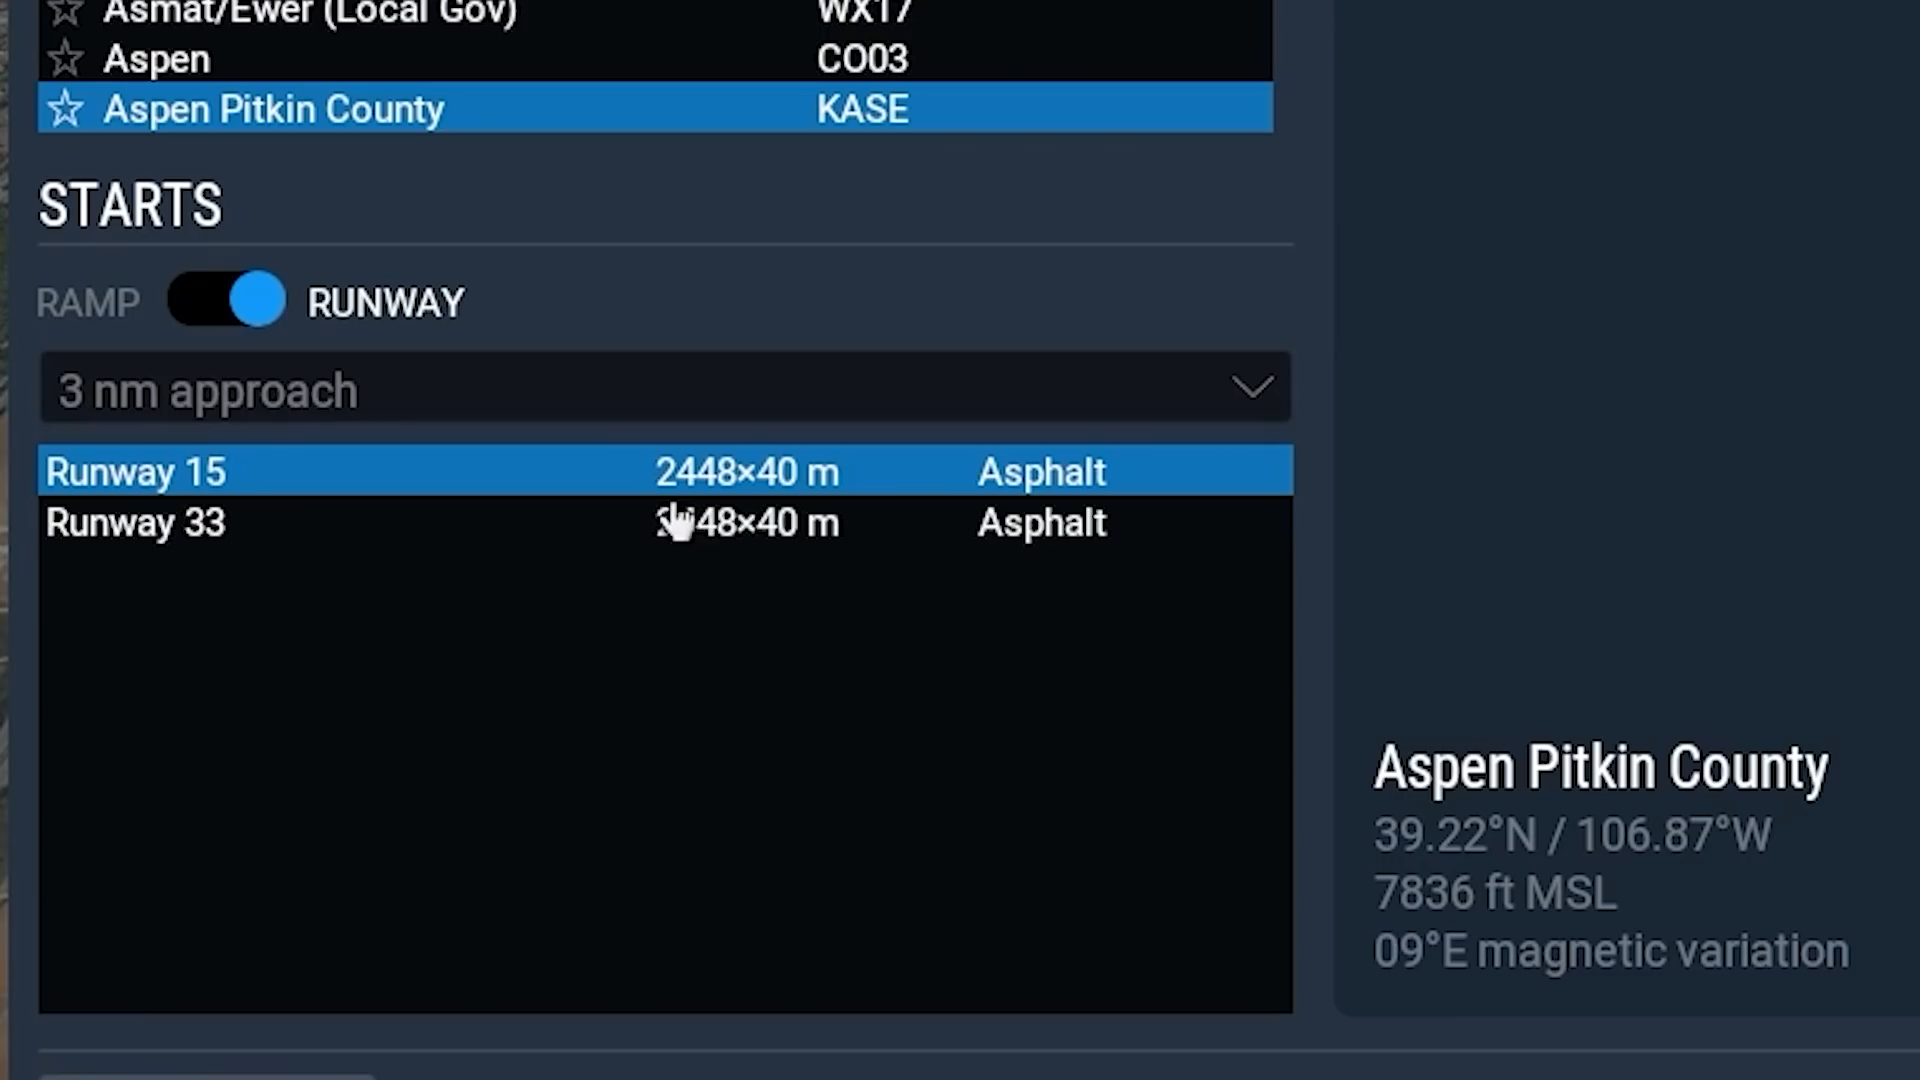 Asmat/Ewer (Local Gov) WX17
Aspen CO03
Aspen Pitkin County KASE
STARTS
RAMP RUNWAY
3 nm approach
Runway 15 2448×40 m Asphalt
Runway 33 2448×40 m Asphalt
Aspen Pitkin County
39.22°N / 106.87°W
7836 ft MSL
09°E magnetic variation